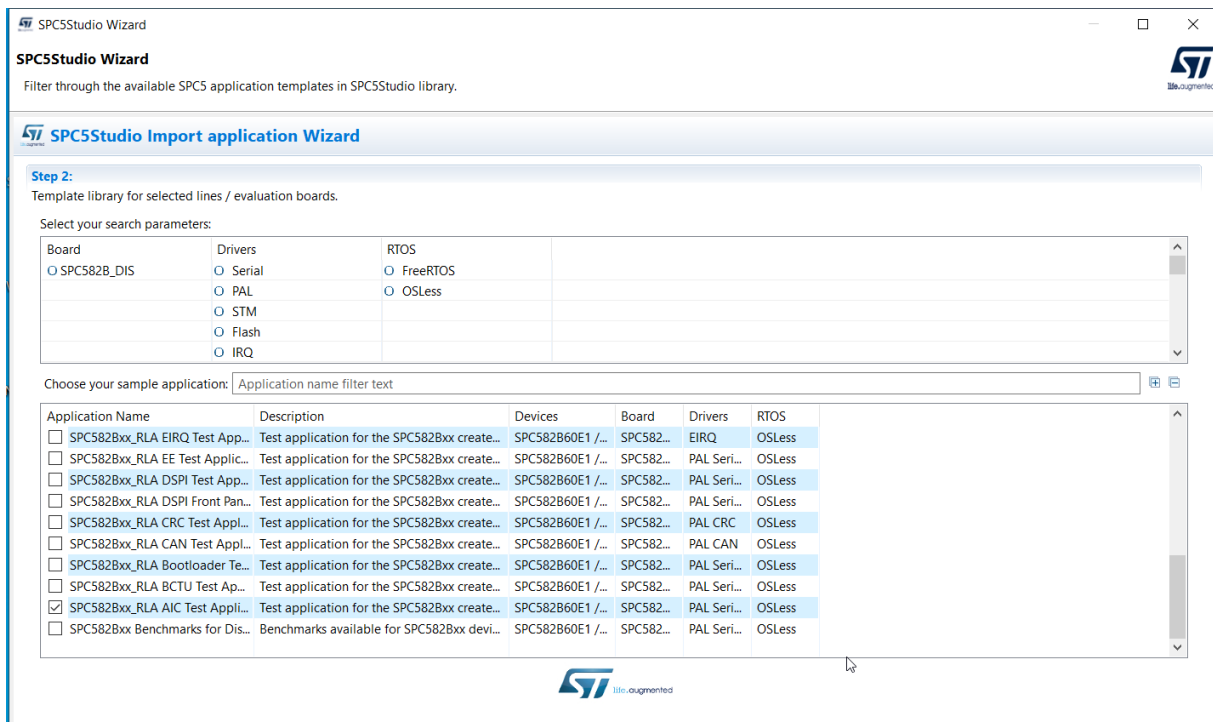 SPC5Studio Wizard
SPC5Studio Wizard
Filter through the available SPC5 application templates in SPC5Studio library.
life.augmented
SPC5Studio Import application Wizard
Step 2:
Template library for selected lines / evaluation boards.
Select your search parameters:
Board Drivers RTOS
SPC582B_DIS Serial FreeRTOS
PAL OSLess
STM
Flash
IRQ
Choose your sample application: Application name filter text
Application Name Description Devices Board Drivers RTOS
SPC582Bxx_RLA EIRQ Test App... Test application for the SPC582Bxx create... SPC582B60E1 /... SPC582... EIRQ OSLess
SPC582Bxx_RLA EE Test Applic... Test application for the SPC582Bxx create... SPC582B60E1 /... SPC582... PAL Seri... OSLess
SPC582Bxx_RLA DSPI Test App... Test application for the SPC582Bxx create... SPC582B60E1 /... SPC582... PAL Seri... OSLess
SPC582Bxx_RLA DSPI Front Pan... Test application for the SPC582Bxx create... SPC582B60E1 /... SPC582... PAL Seri... OSLess
SPC582Bxx_RLA CRC Test Appl... Test application for the SPC582Bxx create... SPC582B60E1 /... SPC582... PAL CRC OSLess
SPC582Bxx_RLA CAN Test Appl... Test application for the SPC582Bxx create... SPC582B60E1 /... SPC582... PAL CAN OSLess
SPC582Bxx_RLA Bootloader Te... Test application for the SPC582Bxx create... SPC582B60E1 /... SPC582... PAL Seri... OSLess
SPC582Bxx_RLA BCTU Test Ap... Test application for the SPC582Bxx create... SPC582B60E1 /... SPC582... PAL Seri... OSLess
SPC582Bxx_RLA AIC Test Appli... Test application for the SPC582Bxx create... SPC582B60E1 /... SPC582... PAL Seri... OSLess
SPC582Bxx Benchmarks for Dis... Benchmarks available for SPC582Bxx devi... SPC582B60E1 /... SPC582... PAL Seri... OSLess
ST life.augmented